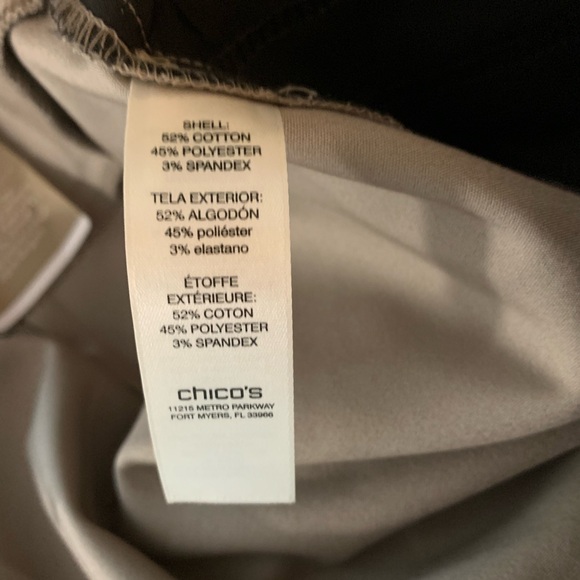 SHELL:
52% COTTON
45% POLYESTER
3% SPANDEX
TELA EXTERIOR:
52% ALGODÓN
45% poliéster
3% elastano
ÉTOFFE
EXTÉRIEURE:
52% COTON
45% POLYESTER
3% SPANDEX
chico's
11215 METRO PARKWAY
FORT MYERS, FL 33966